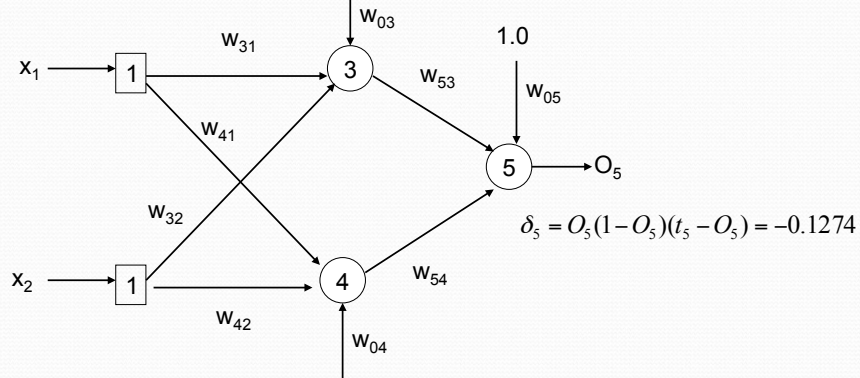 w₀₃
w₃₁
1.0
x₁
1
3
w₅₃
w₀₅
w₄₁
5
O₅
w₃₂
δ₅ = O₅(1−O₅)(t₅−O₅) = −0.1274
x₂
1
4
w₅₄
w₄₂
w₀₄